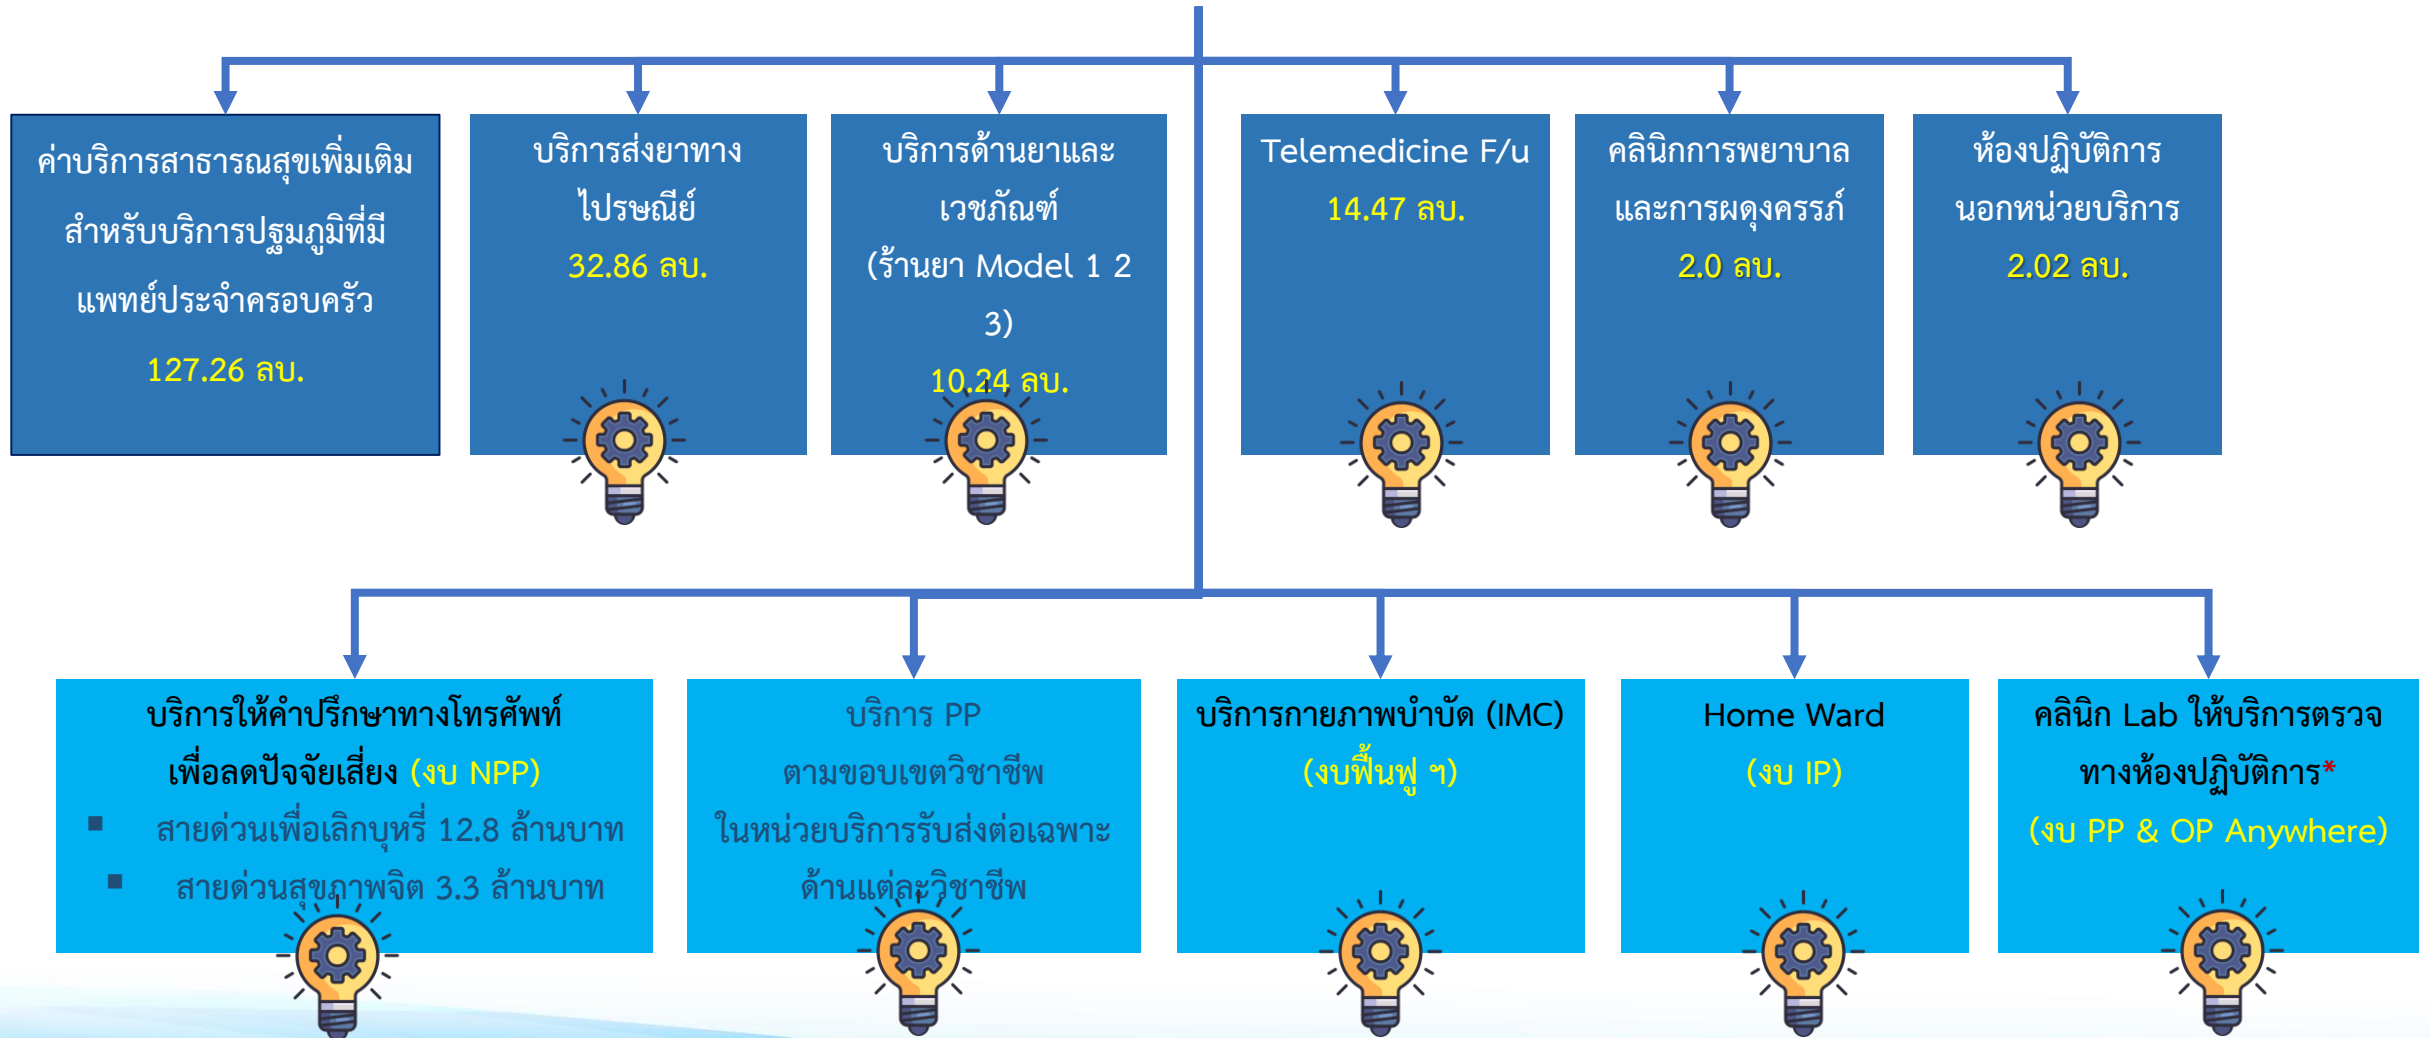 ค่าบริการสาธารณสุขเพิ่มเติม
สำหรับบริการปฐมภูมิที่มี
แพทย์ประจำครอบครัว
127.26 ลบ.
บริการส่งยาทาง
ไปรษณีย์
32.86 ลบ.
บริการด้านยาและ
เวชภัณฑ์
(ร้านยา Model 1 2
3)
10.24 ลบ.
Telemedicine F/u
14.47 ลบ.
คลินิกการพยาบาล
และการผดุงครรภ์
2.0 ลบ.
ห้องปฏิบัติการ
นอกหน่วยบริการ
2.02 ลบ.
บริการให้คำปรึกษาทางโทรศัพท์
เพื่อลดปัจจัยเสี่ยง (งบ NPP)
▪ สายด่วนเพื่อเลิกบุหรี่ 12.8 ล้านบาท
▪ สายด่วนสุขภาพจิต 3.3 ล้านบาท
บริการ PP
ตามขอบเขตวิชาชีพ
ในหน่วยบริการรับส่งต่อเฉพาะ
ด้านแต่ละวิชาชีพ
บริการกายภาพบำบัด (IMC)
(งบฟื้นฟู ฯ)
Home Ward
(งบ IP)
คลินิก Lab ให้บริการตรวจ
ทางห้องปฏิบัติการ*
(งบ PP & OP Anywhere)